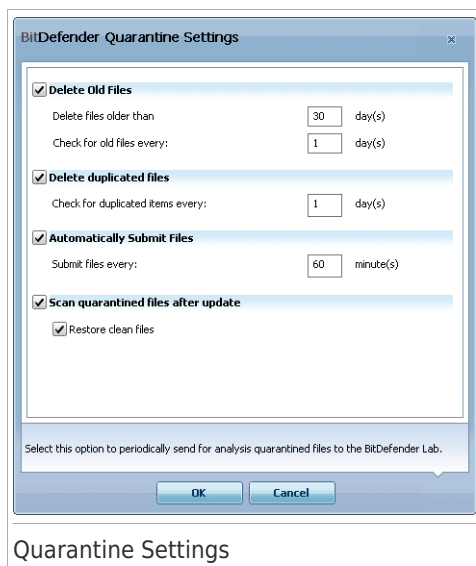 BitDefender Quarantine Settings
Delete Old Files
Delete files older than 30 day(s)
Check for old files every: 1 day(s)
Delete duplicated files
Check for duplicated items every: 1 day(s)
Automatically Submit Files
Submit files every: 60 minute(s)
Scan quarantined files after update
Restore clean files
Select this option to periodically send for analysis quarantined files to the BitDefender Lab.
OK Cancel
Quarantine Settings